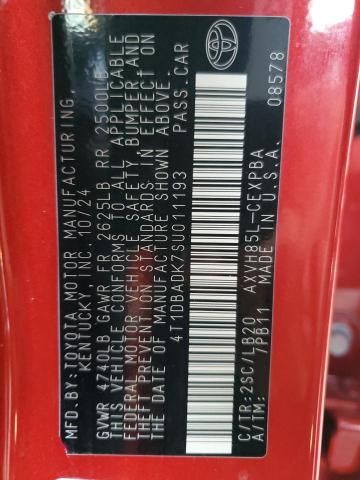 MFD.BY: TOYOTA MOTOR MANUFACTURING,
KENTUCKY, INC. 10/24
GVWR 4740LB GAWR FR 2625LB RR 2500LB
THIS VEHICLE CONFORMS TO ALL APPLICABLE
FEDERAL MOTOR VEHICLE SAFETY, BUMPER, AND
THEFT PREVENTION STANDARDS IN EFFECT ON
THE DATE OF MANUFACTURE SHOWN ABOVE.
4T1DBADK7SU011193 PASS.CAR
C/TR:2SC/LB20 AXVH85L-CEXPBA
A/TM: 7PB11 MADE IN U.S.A.
08578